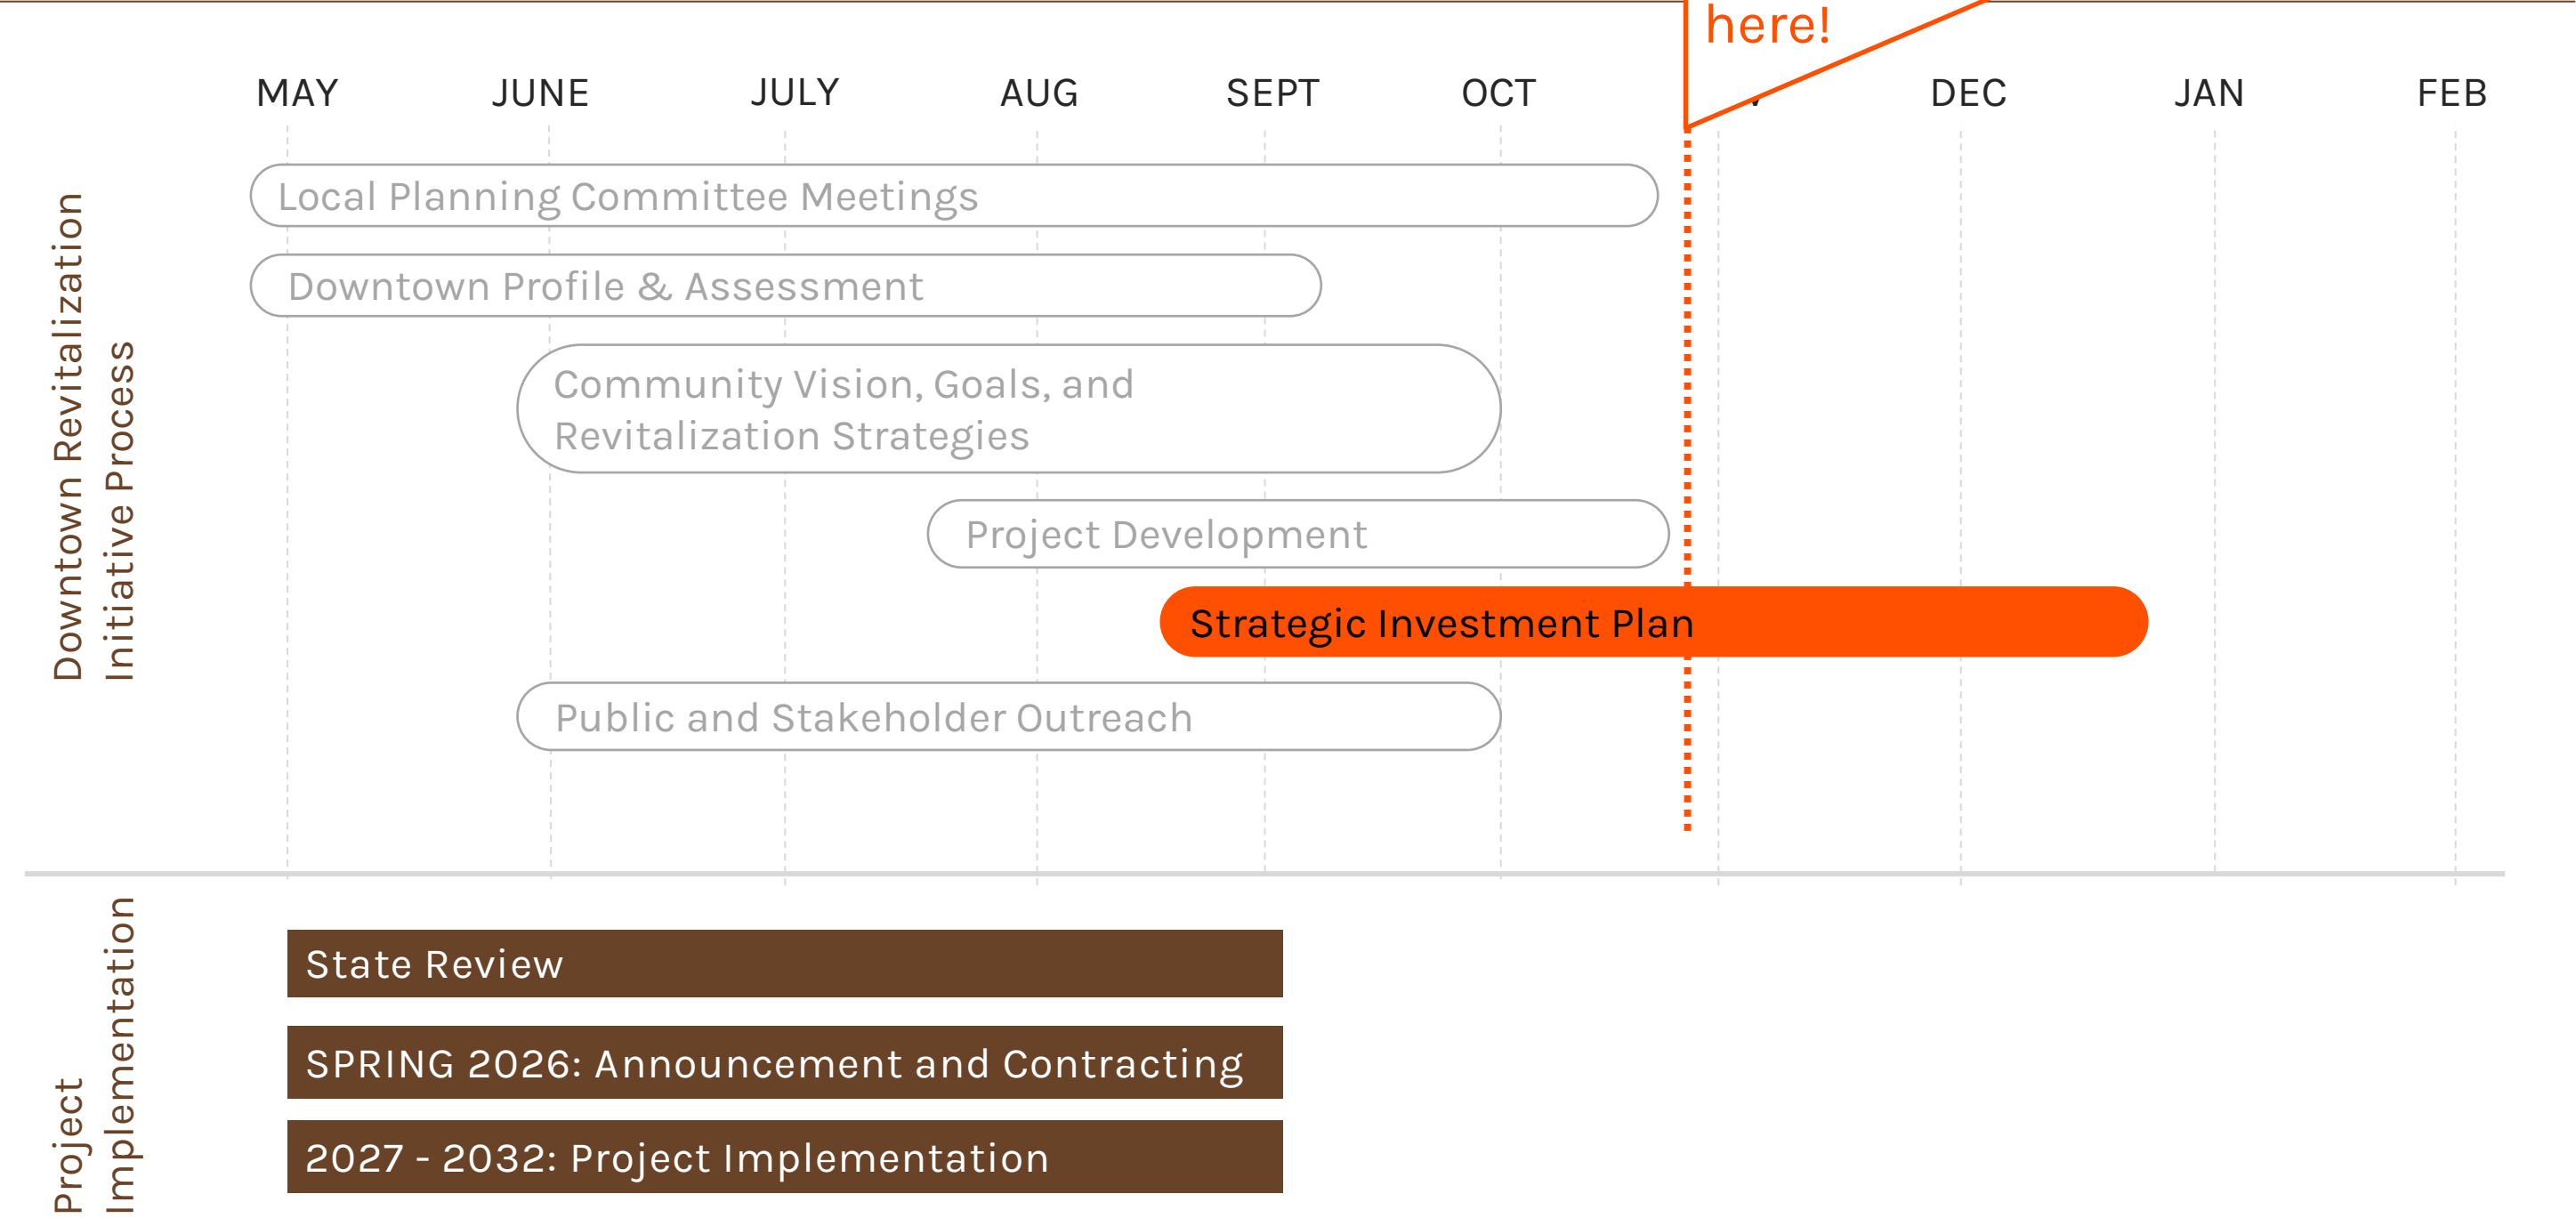 here!
MAY JUNE JULY AUG SEPT OCT DEC JAN FEB
Downtown Revitalization
Initiative Process
Local Planning Committee Meetings
Downtown Profile & Assessment
Community Vision, Goals, and
Revitalization Strategies
Project Development
Strategic Investment Plan
Public and Stakeholder Outreach
Project
Implementation
State Review
SPRING 2026: Announcement and Contracting
2027 - 2032: Project Implementation